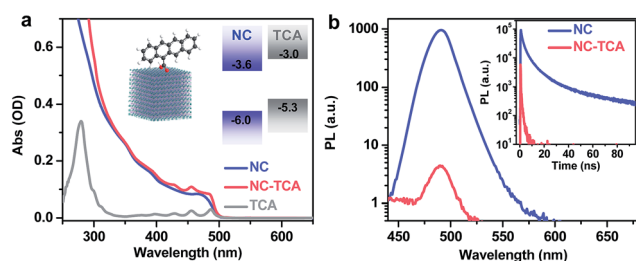 a
NC TCA
-3.6 -3.0
-6.0 -5.3
NC
NC-TCA
TCA
0.6
0.4
0.2
0.0
Abs (OD)
300 400 500 600
Wavelength (nm)
b
1000
100
10
1
PL (a.u.)
450 500 550 600 650
Wavelength (nm)
NC
NC-TCA
10⁵
10⁴
10³
10²
10¹
PL (a.u.)
0 20 40 60 80
Time (ns)